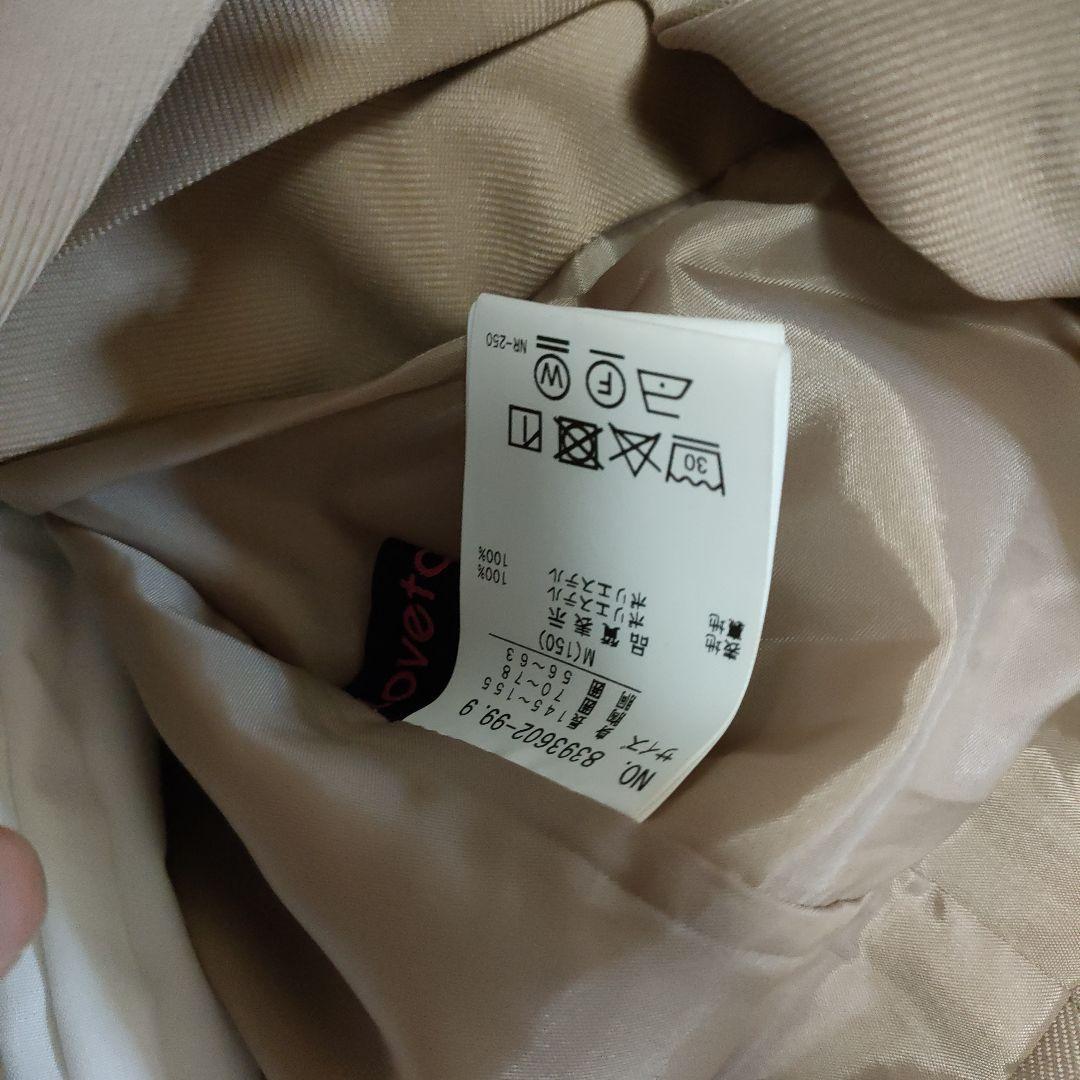 NO. 8393602-99.9
サイズ M(150)
身長 145~155
胸囲 70~78
胴囲 56~63
品質表示
表地 ポリエステル 100%
裏地 ポリエステル 100%
30
F W
NR-250